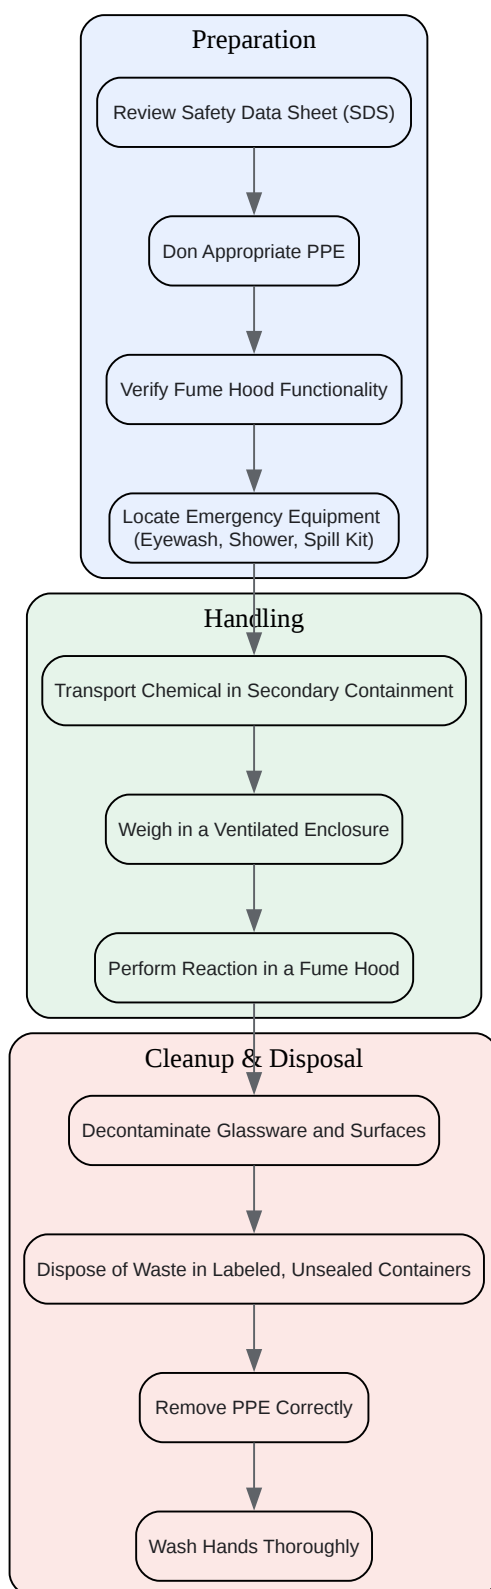 Preparation
Review Safety Data Sheet (SDS)
Don Appropriate PPE
Verify Fume Hood Functionality
Locate Emergency Equipment
(Eyewash, Shower, Spill Kit)
Handling
Transport Chemical in Secondary Containment
Weigh in a Ventilated Enclosure
Perform Reaction in a Fume Hood
Cleanup & Disposal
Decontaminate Glassware and Surfaces
Dispose of Waste in Labeled, Unsealed Containers
Remove PPE Correctly
Wash Hands Thoroughly